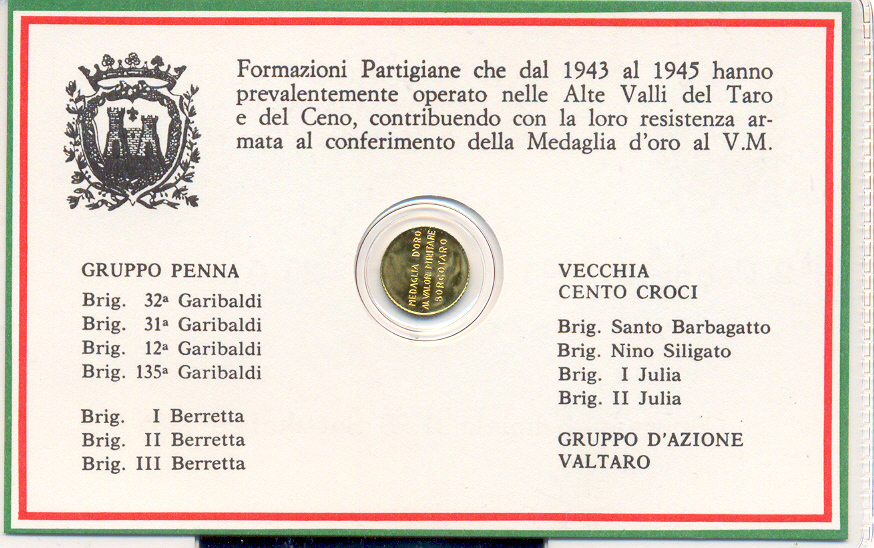 Formazioni Partigiane che dal 1943 al 1945 hanno
prevalentemente operato nelle Alte Valli del Taro
e del Ceno, contribuendo con la loro resistenza ar-
mata al conferimento della Medaglia d'oro al V.M.
MEDAGLIA D'ORO
AL VALOR MILITARE
BORGOTARO
GRUPPO PENNA
Brig. 32ª Garibaldi
Brig. 31ª Garibaldi
Brig. 12ª Garibaldi
Brig. 135ª Garibaldi
Brig. I Berretta
Brig. II Berretta
Brig. III Berretta
VECCHIA
CENTO CROCI
Brig. Santo Barbagatto
Brig. Nino Siligato
Brig. I Julia
Brig. II Julia
GRUPPO D'AZIONE
VALTARO